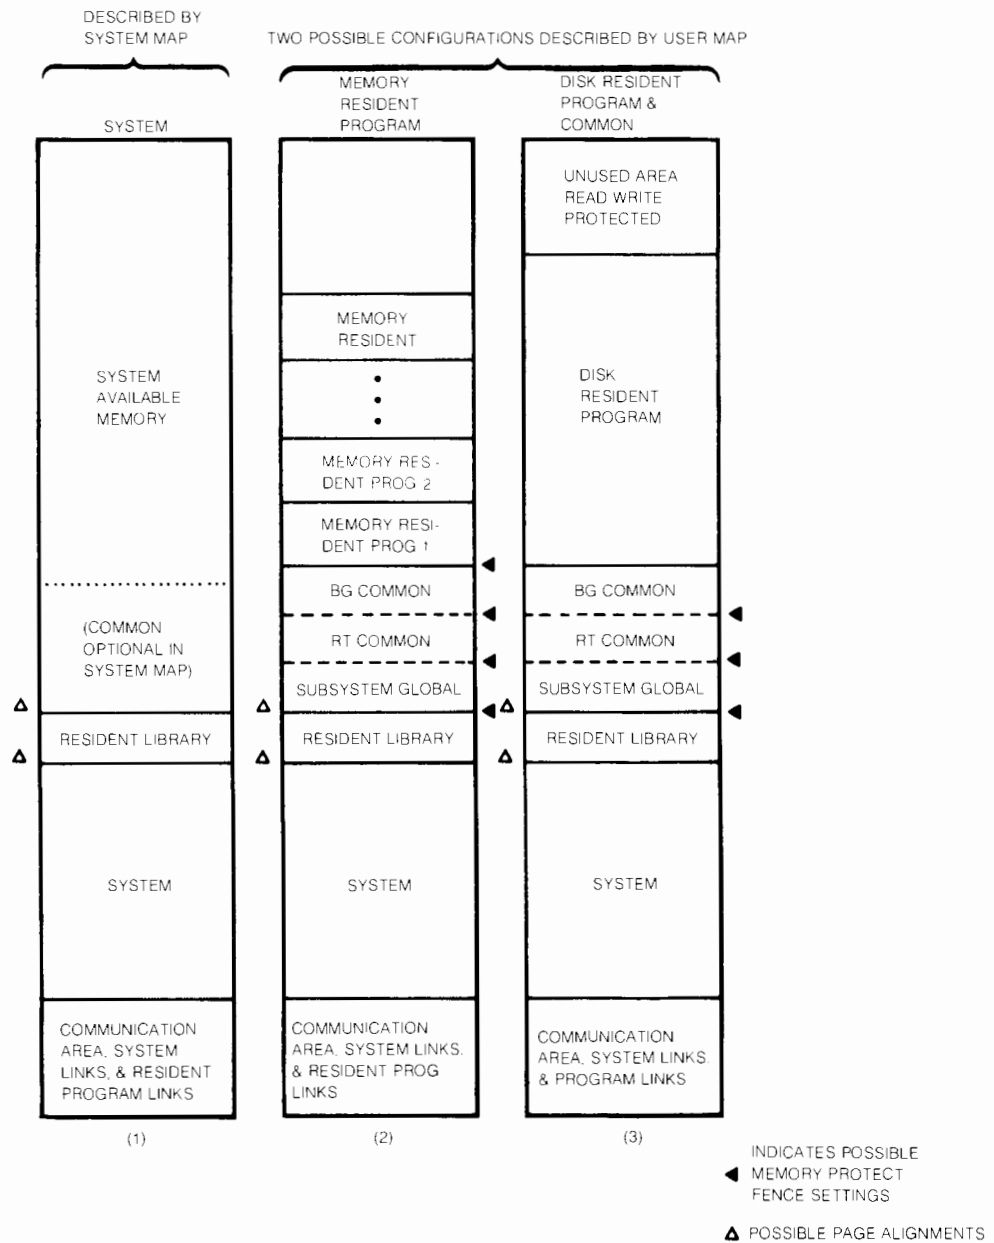 DESCRIBED BY
SYSTEM MAP
TWO POSSIBLE CONFIGURATIONS DESCRIBED BY USER MAP
SYSTEM
MEMORY
RESIDENT
PROGRAM
DISK RESIDENT
PROGRAM &
COMMON
SYSTEM
AVAILABLE
MEMORY
(COMMON
OPTIONAL IN
SYSTEM MAP)
RESIDENT LIBRARY
SYSTEM
COMMUNICATION
AREA, SYSTEM
LINKS, & RESIDENT
PROGRAM LINKS
(1)
MEMORY
RESIDENT
MEMORY RES-
DENT PROG 2
MEMORY RESI-
DENT PROG 1
BG COMMON
RT COMMON
SUBSYSTEM GLOBAL
RESIDENT LIBRARY
SYSTEM
COMMUNICATION
AREA, SYSTEM LINKS,
& RESIDENT PROG
LINKS
(2)
UNUSED AREA
READ WRITE
PROTECTED
DISK
RESIDENT
PROGRAM
BG COMMON
RT COMMON
SUBSYSTEM GLOBAL
RESIDENT LIBRARY
SYSTEM
COMMUNICATION
AREA, SYSTEM LINKS,
& PROGRAM LINKS
(3)
INDICATES POSSIBLE
MEMORY PROTECT
FENCE SETTINGS
POSSIBLE PAGE ALIGNMENTS